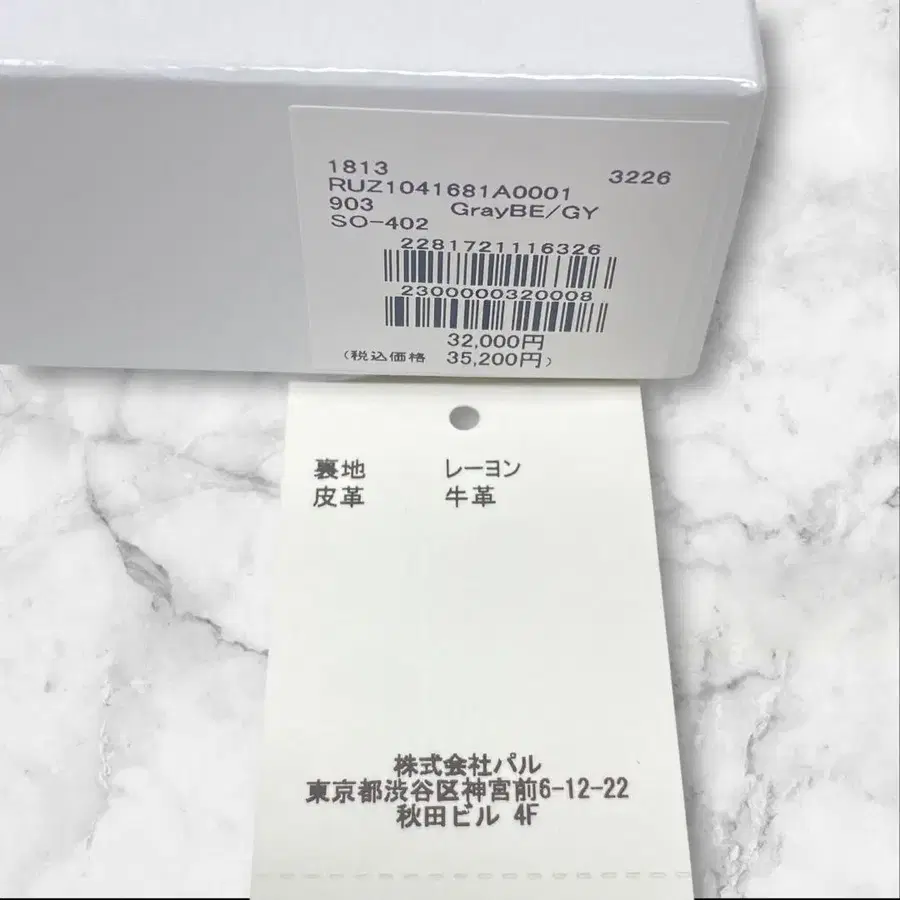 1813 3226
RUZ1041681A0001
903 GrayBE/GY
SO-402
2281721116326
2300000320008
32,000円
(税込価格 35,200円)
裏地 レーヨン
皮革 牛革
株式会社パル
東京都渋谷区神宮前6-12-22
秋田ビル 4F